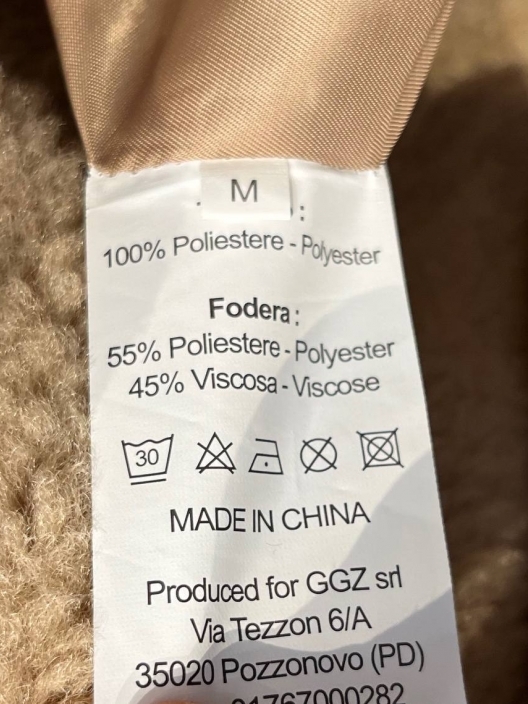 M
:
100% Poliestere - Polyester
Fodera:
55% Poliestere - Polyester
45% Viscosa - Viscose
30
MADE IN CHINA
Produced for GGZ srl
Via Tezzon 6/A
35020 Pozzonovo (PD)
01767000282